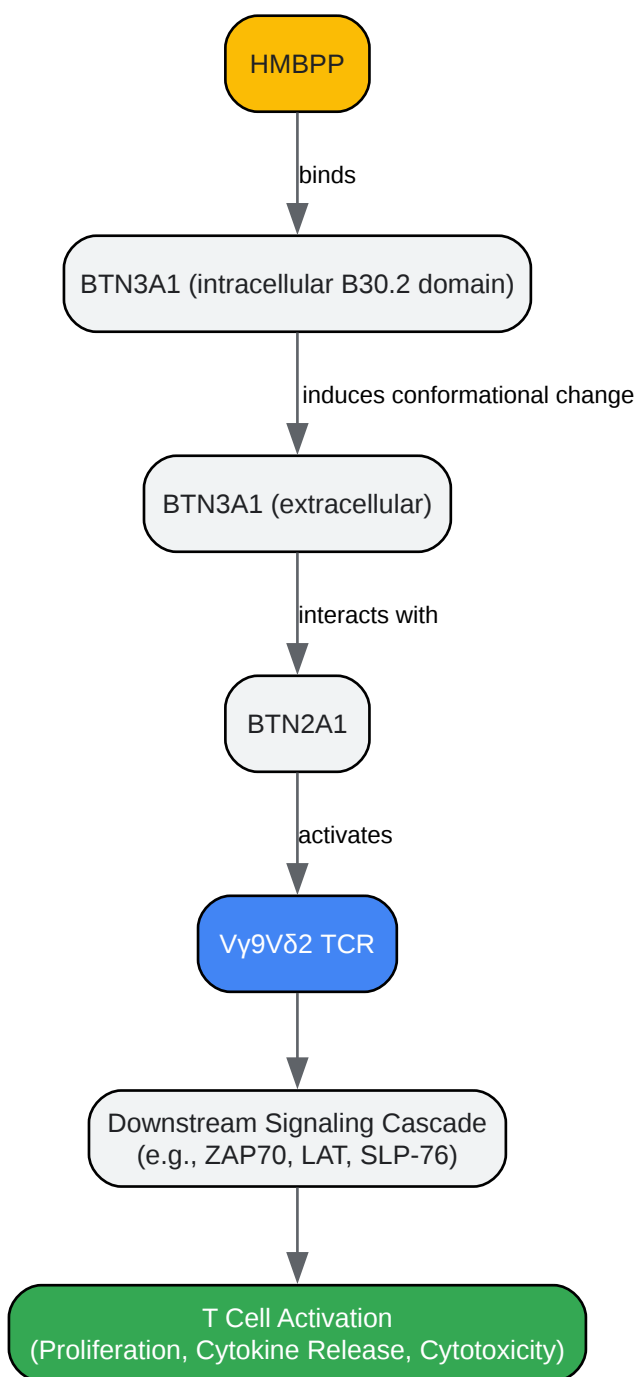 HMBPP
binds
BTN3A1 (intracellular B30.2 domain)
induces conformational change
BTN3A1 (extracellular)
interacts with
BTN2A1
activates
Vγ9Vδ2 TCR
Downstream Signaling Cascade
(e.g., ZAP70, LAT, SLP-76)
T Cell Activation
(Proliferation, Cytokine Release, Cytotoxicity)